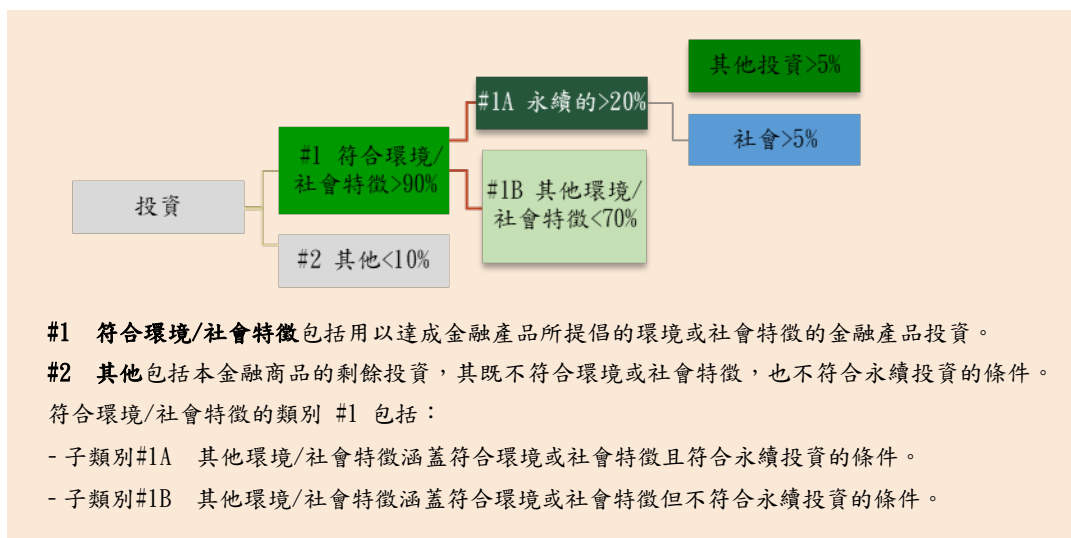 投資
#1 符合環境/
社會特徵>90%
#2 其他<10%
#1A 永續的>20%
#1B 其他環境/
社會特徵<70%
其他投資>5%
社會>5%
#1 符合環境/社會特徵包括用以達成金融產品所提倡的環境或社會特徵的金融產品投資。
#2 其他包括本金融商品的剩餘投資，其既不符合環境或社會特徵，也不符合永續投資的條件。
符合環境/社會特徵的類別 #1 包括：
- 子類別#1A 其他環境/社會特徵涵蓋符合環境或社會特徵且符合永續投資的條件。
- 子類別#1B 其他環境/社會特徵涵蓋符合環境或社會特徵但不符合永續投資的條件。